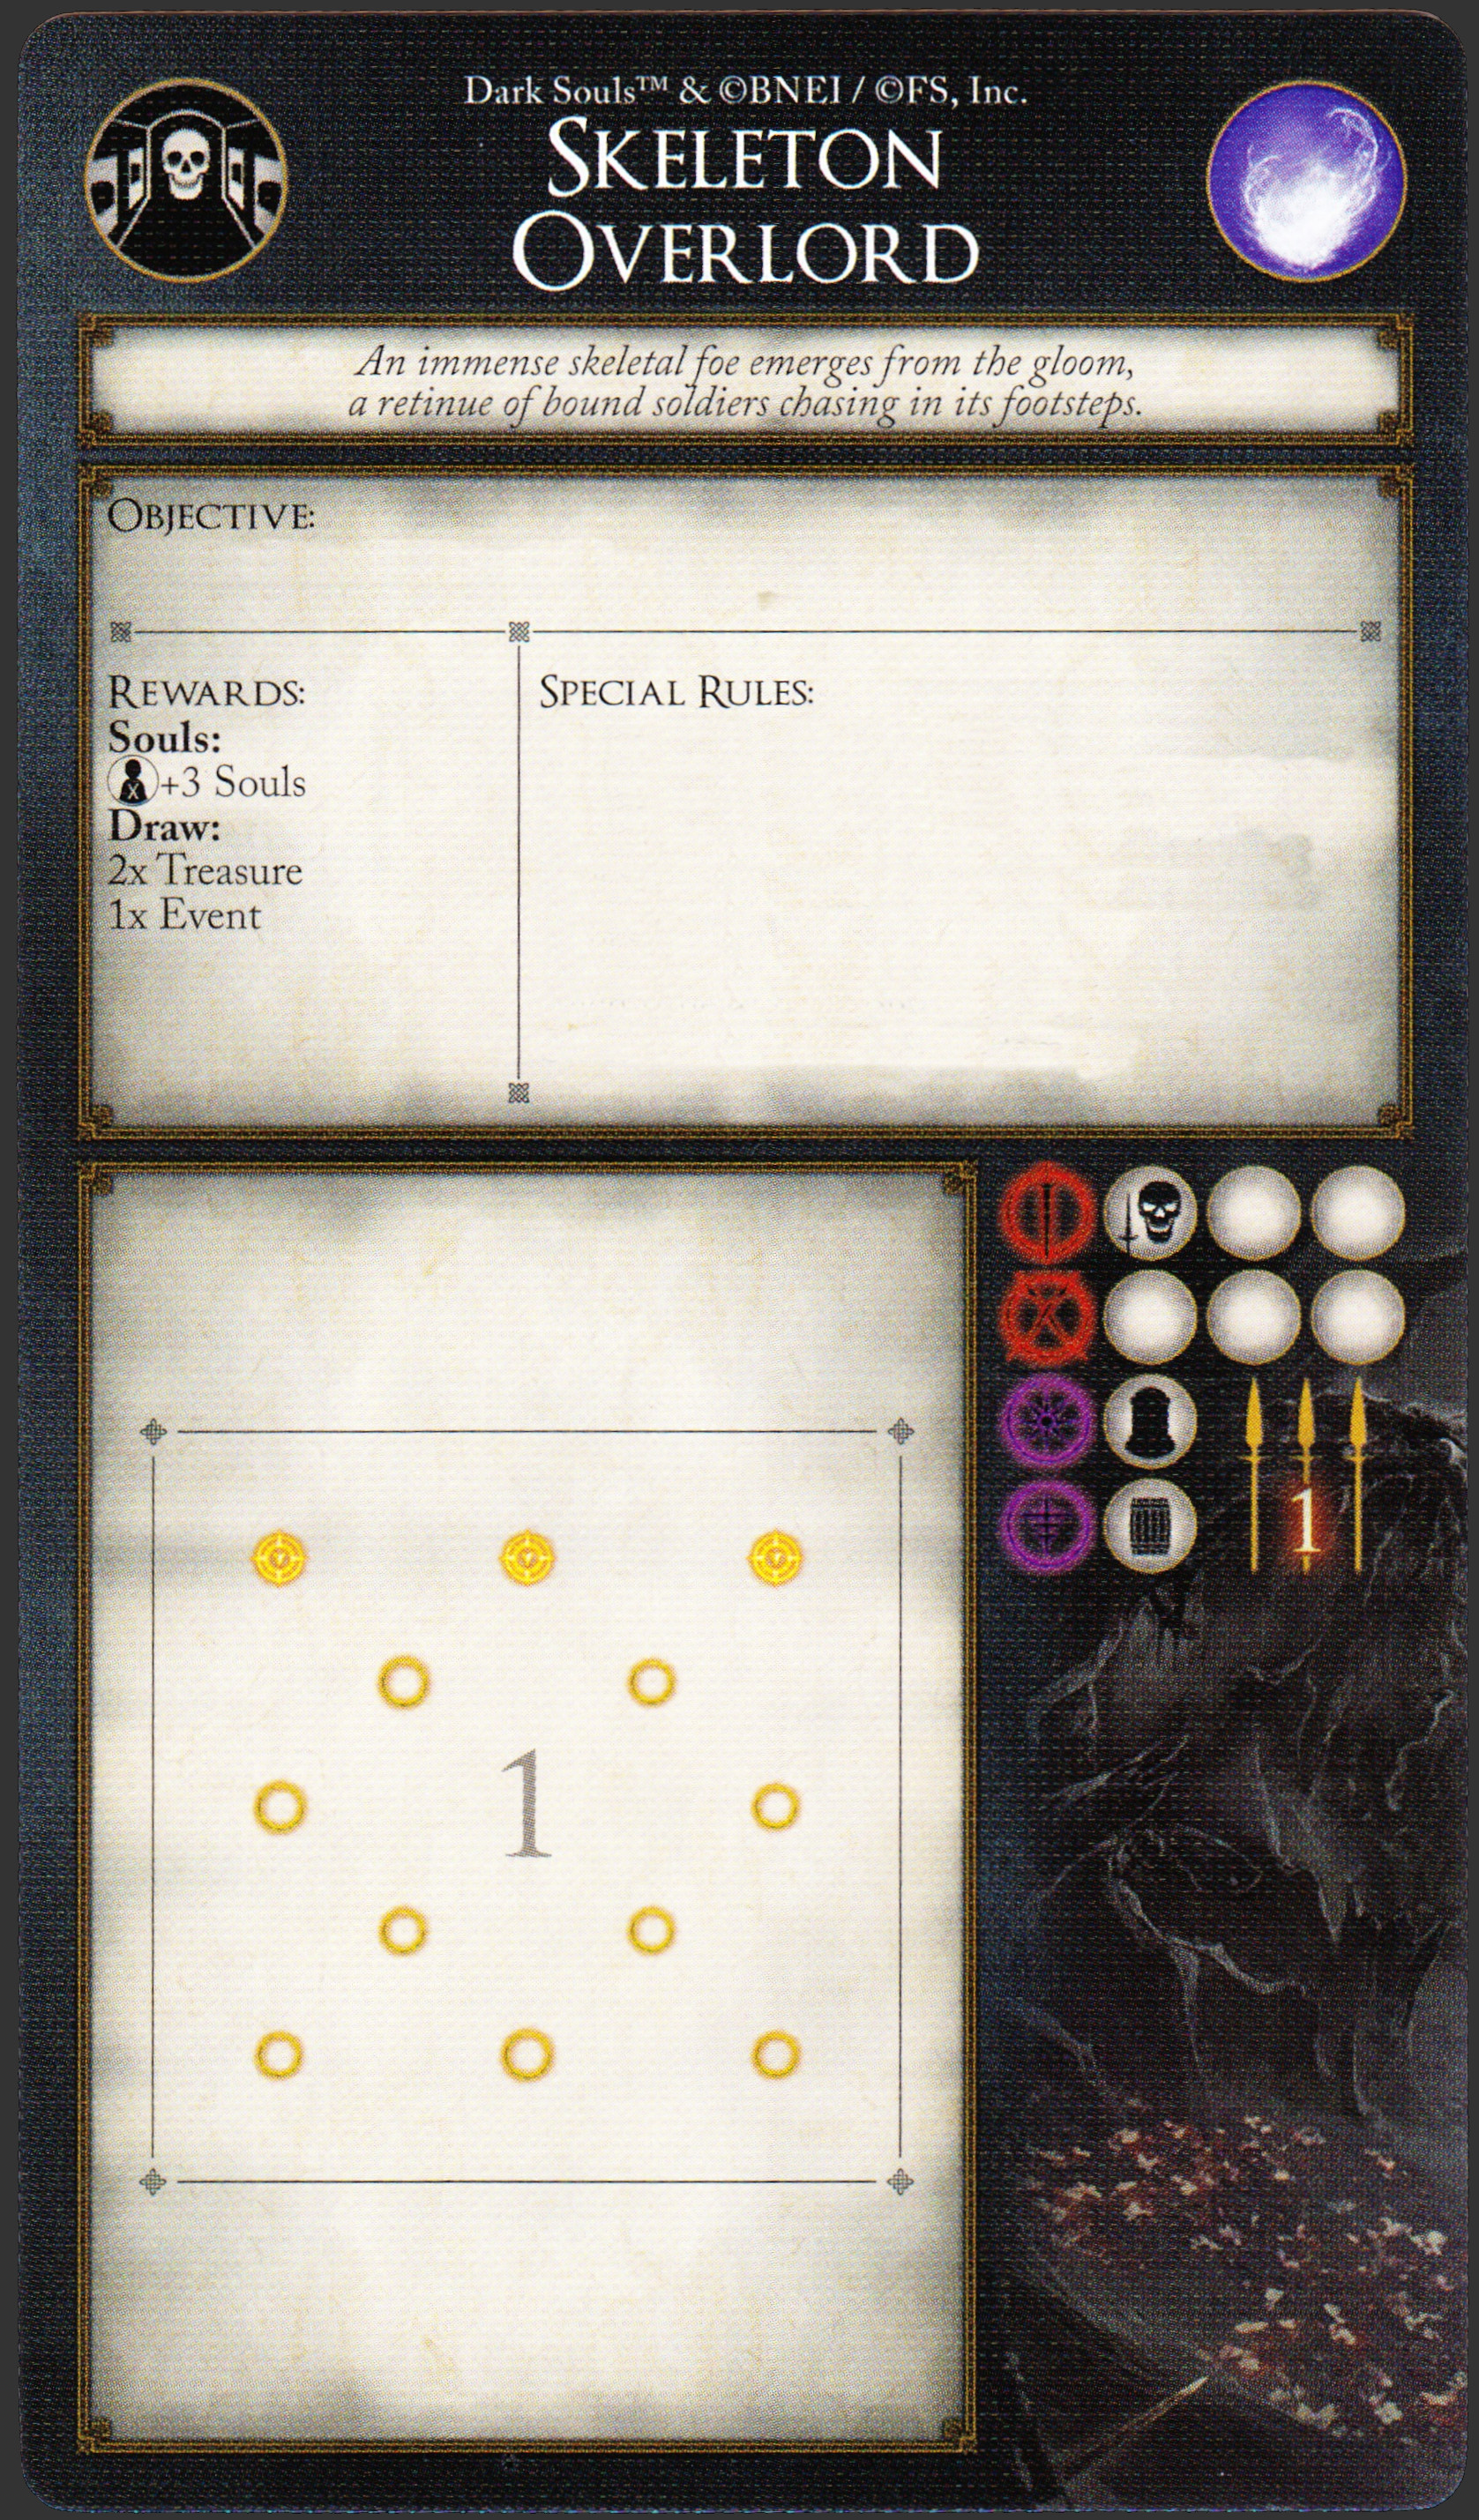 Dark Souls™ & ©BNEI / ©FS, Inc.
SKELETON
OVERLORD
An immense skeletal foe emerges from the gloom,
a retinue of bound soldiers chasing in its footsteps.
OBJECTIVE:
REWARDS:
Souls:
X +3 Souls
Draw:
2x Treasure
1x Event
SPECIAL RULES:
1
1